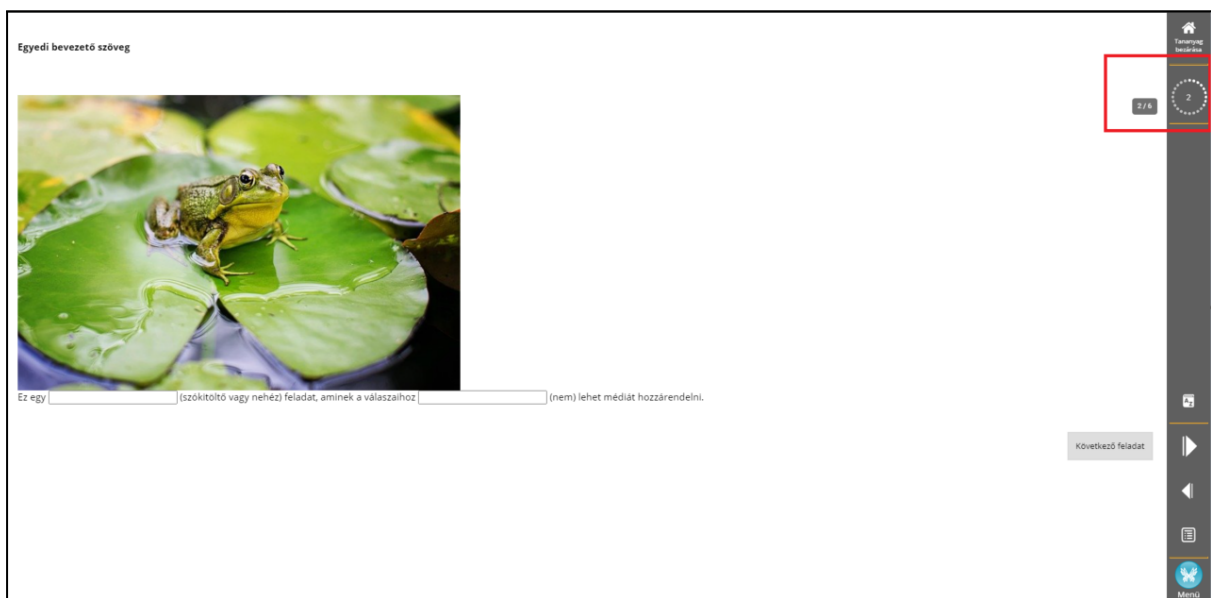 Egyedi bevezető szöveg
Ez egy (szókitöltő vagy nehéz) feladat, aminek a válaszaihoz (nem) lehet médiát hozzárendelni.
Következő feladat
Tananyag
bezárása
2 / 6
2
Menü